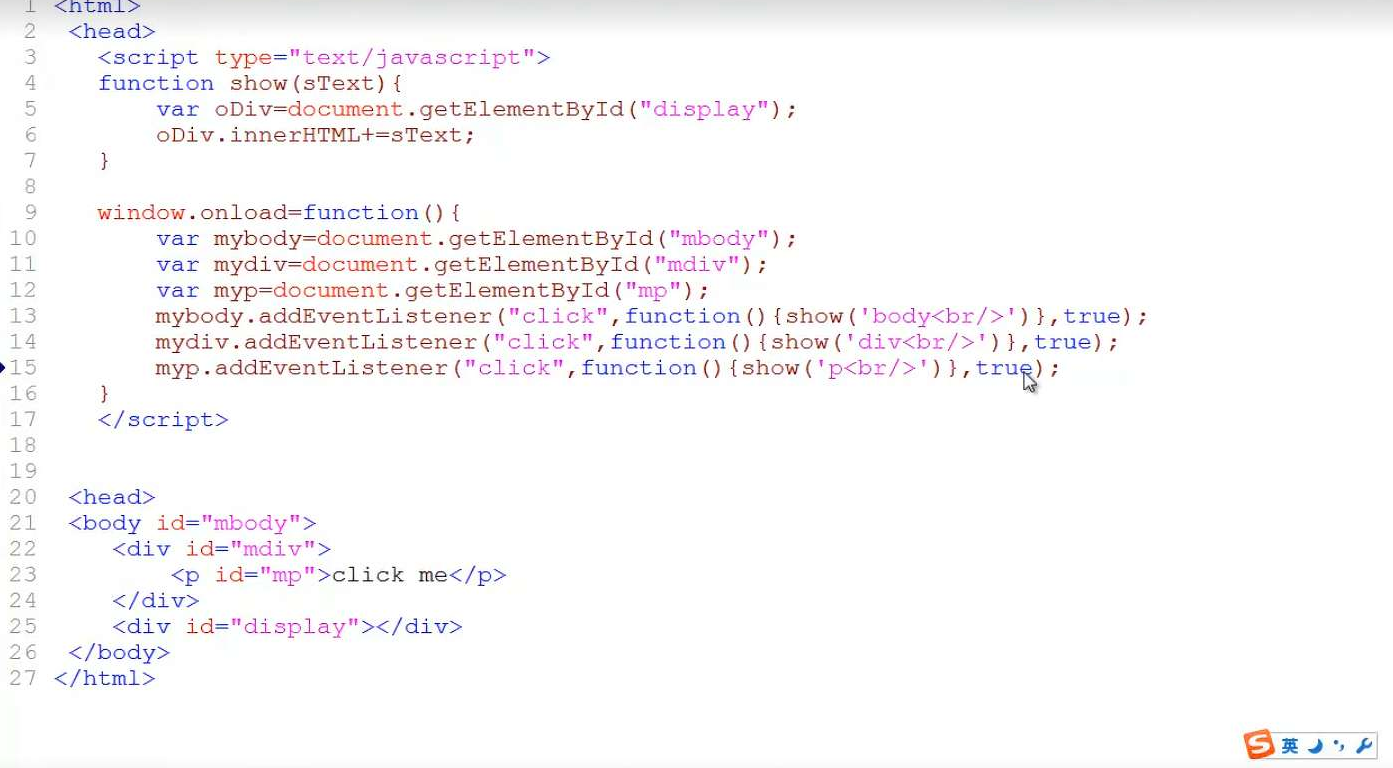 1 <html>
2 <head>
3 <script type="text/javascript">
4 function show(sText){
5 var oDiv=document.getElementById("display");
6 oDiv.innerHTML+=sText;
7 }
8
9 window.onload=function(){
10 var mybody=document.getElementById("mbody");
11 var mydiv=document.getElementById("mdiv");
12 var myp=document.getElementById("mp");
13 mybody.addEventListener("click",function(){show('body<br/>')},true);
14 mydiv.addEventListener("click",function(){show('div<br/>')},true);
15 myp.addEventListener("click",function(){show('p<br/>')},true);
16 }
17 </script>
18
19
20 <head>
21 <body id="mbody">
22 <div id="mdiv">
23 <p id="mp">click me</p>
24 </div>
25 <div id="display"></div>
26 </body>
27 </html>
S 英